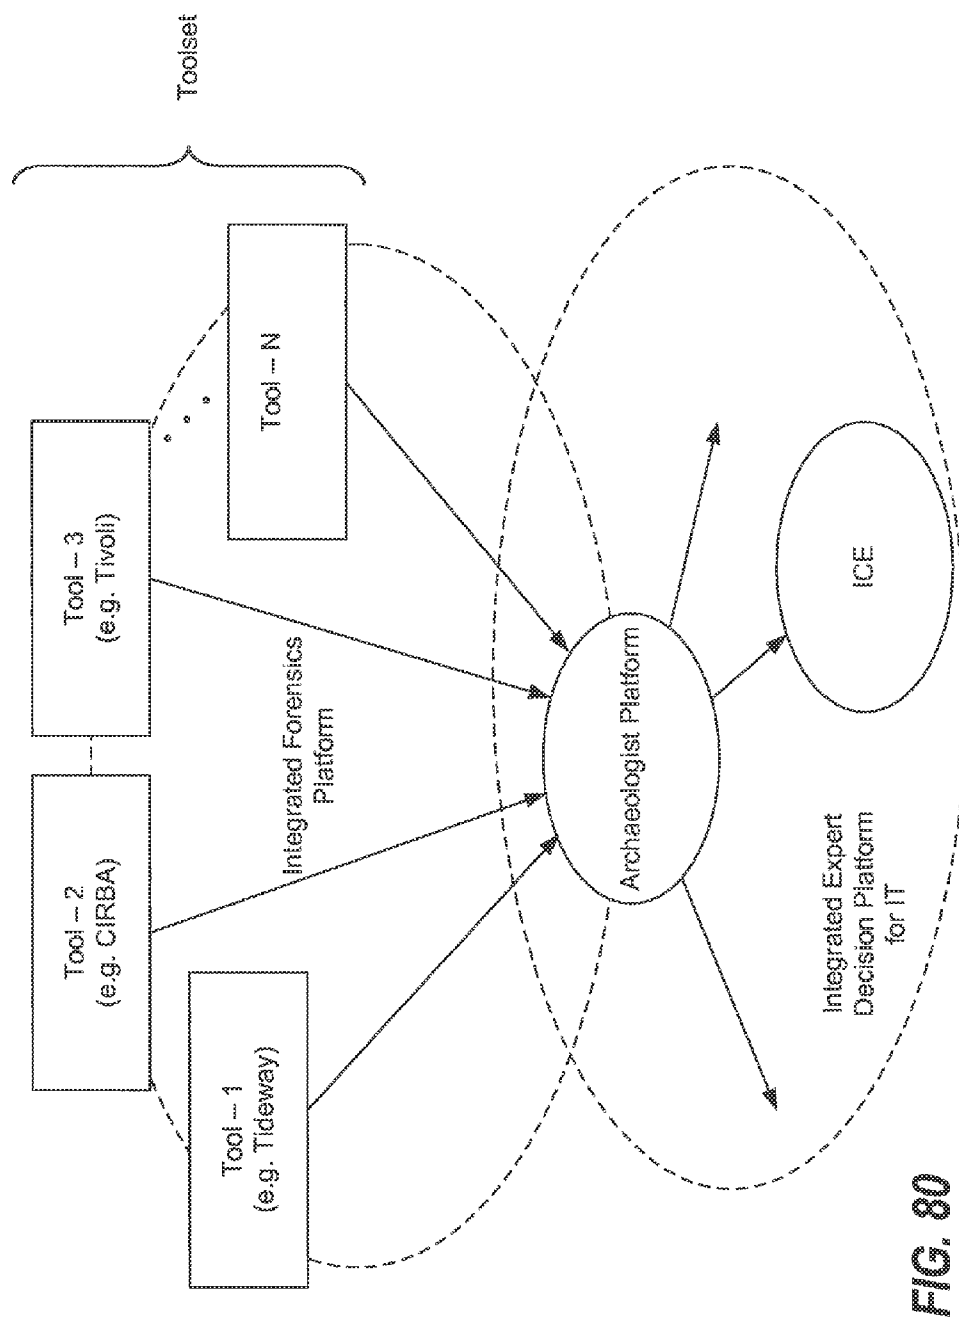 Toolset
Tool – 2
(e.g. CIRBA)
Tool – 3
(e.g. Tivoli)
Tool – 1
(e.g. Tideway)
Tool – N
Integrated Forensics
Platform
Archaeologist Platform
ICE
Integrated Expert
Decision Platform
for IT
FIG. 80